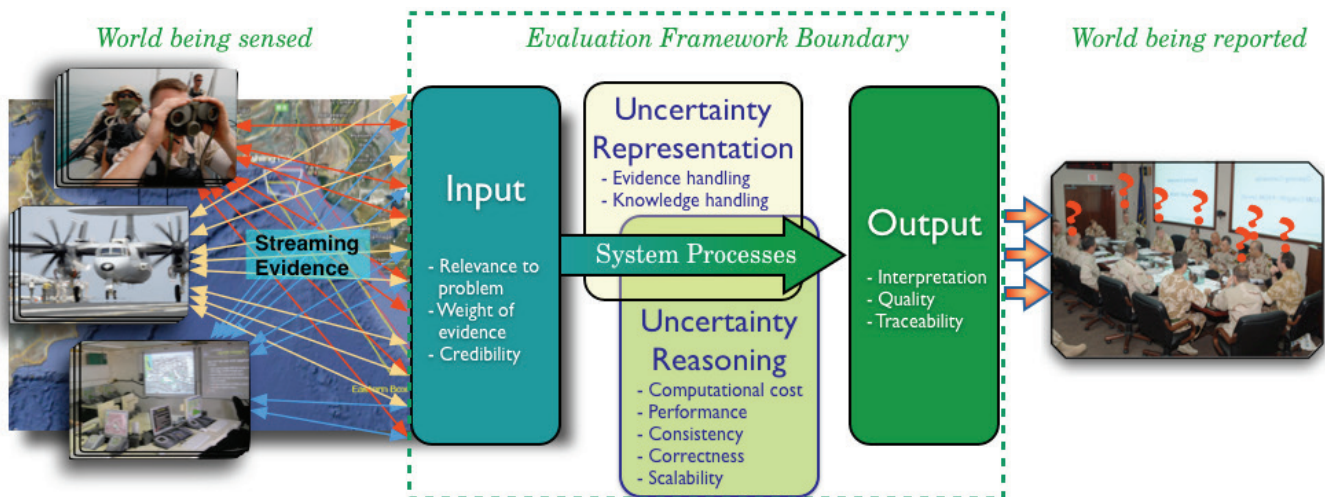 World being sensed
Evaluation Framework Boundary
World being reported
Streaming
Evidence
Eastern Box
Input
- Relevance to
problem
- Weight of
evidence
- Credibility
Uncertainty
Representation
- Evidence handling
- Knowledge handling
System Processes
Uncertainty
Reasoning
- Computational cost
- Performance
- Consistency
- Correctness
- Scalability
Output
- Interpretation
- Quality
- Traceability
? ? ? ? ? ? ?